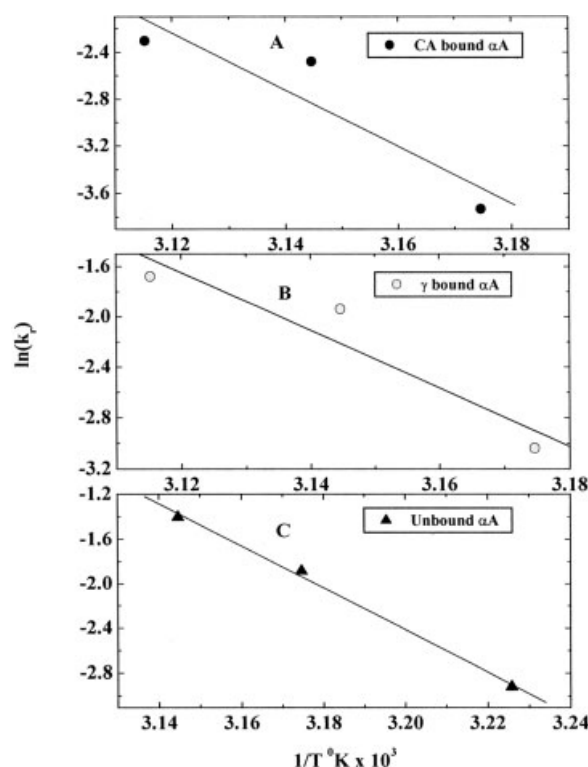 -2.4
-2.8
-3.2
-3.6
A
CA bound αA
3.12 3.14 3.16 3.18
-1.6
-2.0
-2.4
-2.8
-3.2
B
γ bound αA
3.12 3.14 3.16 3.18
ln(kr)
-1.2
-1.6
-2.0
-2.4
-2.8
C
Unbound αA
3.14 3.16 3.18 3.20 3.22 3.24
1/T ⁰K x 10³